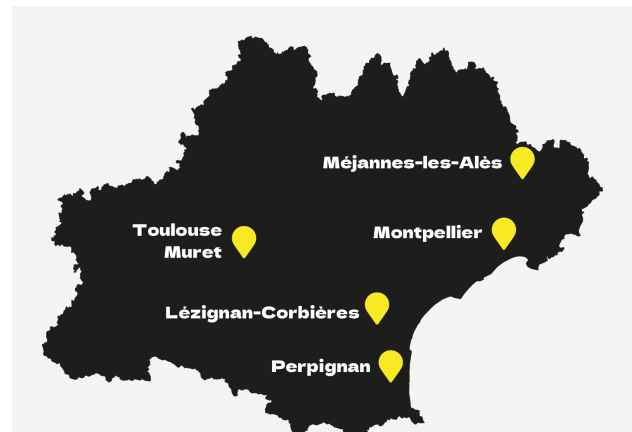 Méjannes-les-Alès
Toulouse
Muret
Montpellier
Lézignan-Corbières
Perpignan